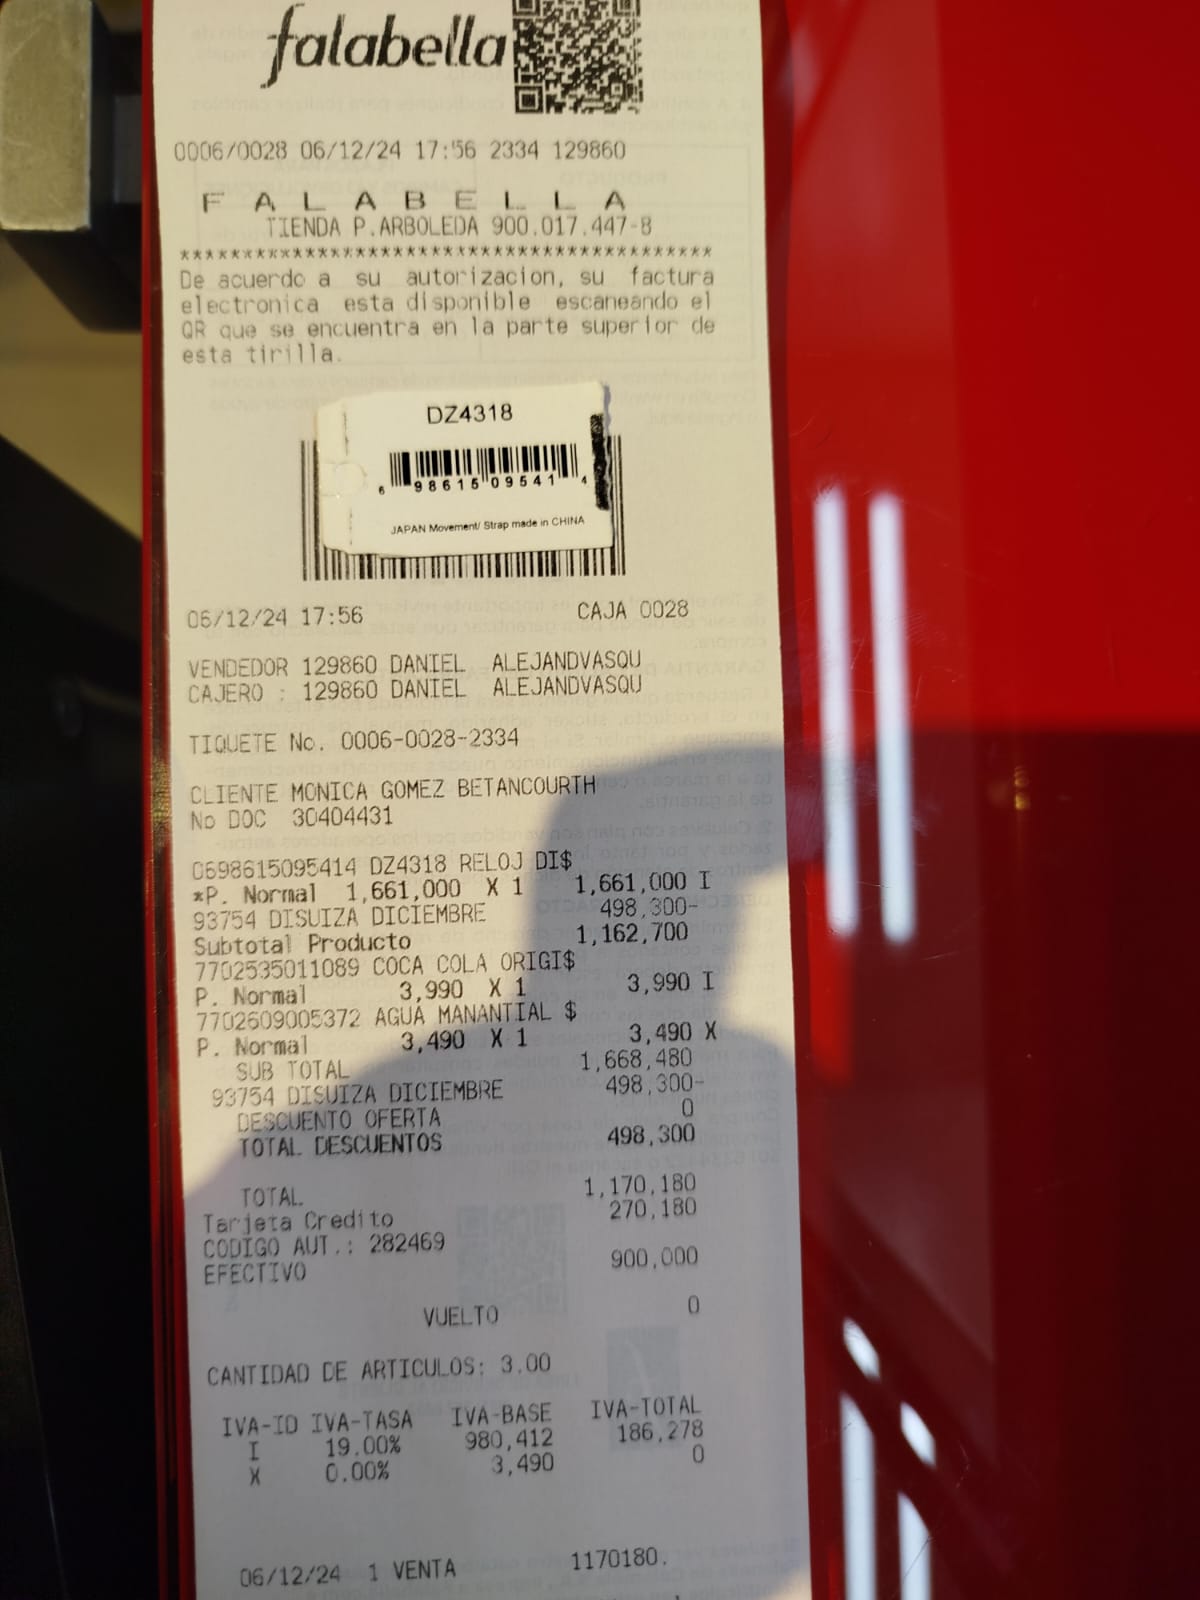 falabella
0006/0028 06/12/24 17:56 2334 129860
F A L A B E L L A
TIENDA P.ARBOLEDA 900.017.447-8
******************************************
De acuerdo a su autorizacion, su factura
electronica esta disponible escaneando el
QR que se encuentra en la parte superior de
esta tirilla.
DZ4318
6 98615 09541 4
JAPAN Movement/ Strap made in CHINA
06/12/24 17:56 CAJA 0028
VENDEDOR 129860 DANIEL ALEJANDVASQU
CAJERO : 129860 DANIEL ALEJANDVASQU
TIQUETE No. 0006-0028-2334
CLIENTE MONICA GOMEZ BETANCOURTH
No DOC 30404431
0698615095414 DZ4318 RELOJ DI$
*P. Normal 1,661,000 X 1 1,661,000 I
93754 DISUIZA DICIEMBRE 498,300-
Subtotal Producto 1,162,700
7702535011089 COCA COLA ORIGI$
P. Normal 3,990 X 1 3,990 I
7702609005372 AGUA MANANTIAL $
P. Normal 3,490 X 1 3,490 X
SUB TOTAL 1,668,480
93754 DISUIZA DICIEMBRE 498,300-
DESCUENTO OFERTA 0
TOTAL DESCUENTOS 498,300
TOTAL 1,170,180
Tarjeta Credito 270,180
CODIGO AUT.: 282469
EFECTIVO 900,000
VUELTO 0
CANTIDAD DE ARTICULOS: 3.00
IVA-ID IVA-TASA IVA-BASE IVA-TOTAL
I 19.00% 980,412 186,278
X 0.00% 3,490 0
06/12/24 1 VENTA 1170180.